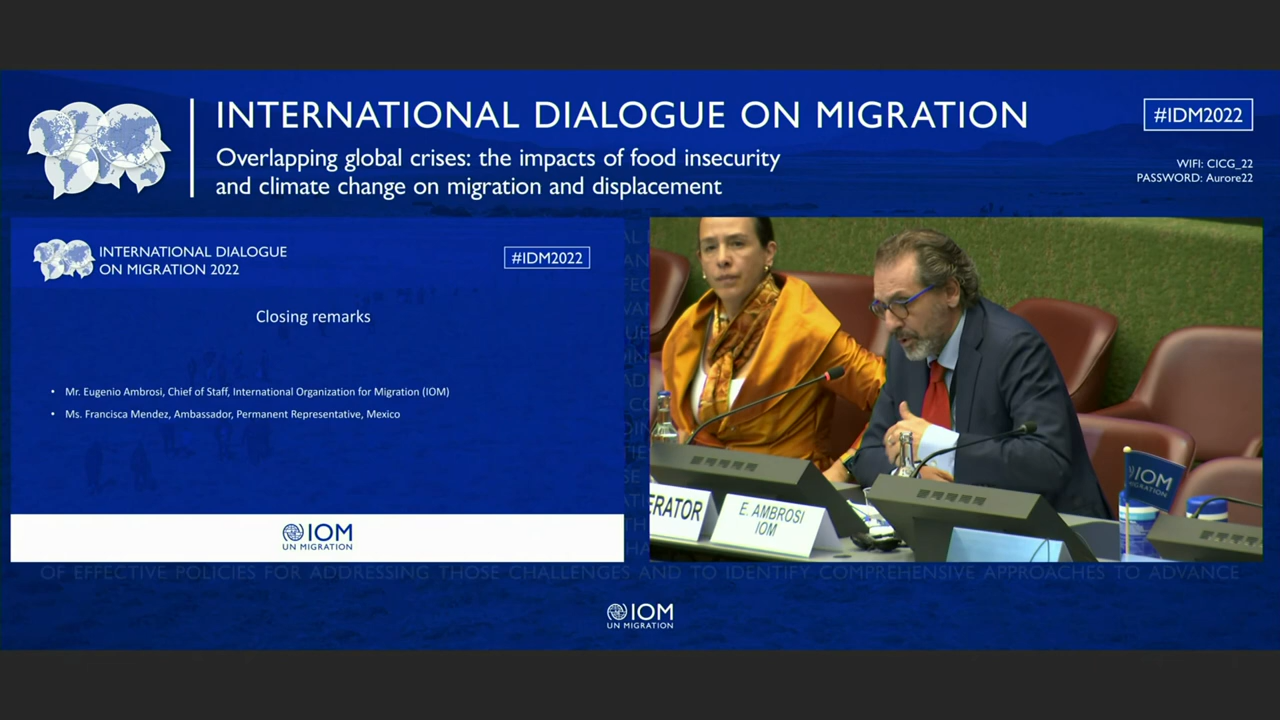 INTERNATIONAL DIALOGUE ON MIGRATION
Overlapping global crises: the impacts of food insecurity
and climate change on migration and displacement
#IDM2022
WIFI: CICG_22
PASSWORD: Aurore22
INTERNATIONAL DIALOGUE
ON MIGRATION 2022
#IDM2022
Closing remarks
• Mr. Eugenio Ambrosi, Chief of Staff, International Organization for Migration (IOM)
• Ms. Francisca Mendez, Ambassador, Permanent Representative, Mexico
IOM
UN MIGRATION
ERATOR
E. AMBROSI
IOM
IOM
MIGRATION
OF EFFECTIVE POLICIES FOR ADDRESSING THOSE CHALLENGES AND TO IDENTIFY COMPREHENSIVE APPROACHES TO ADVANCE
IOM
UN MIGRATION